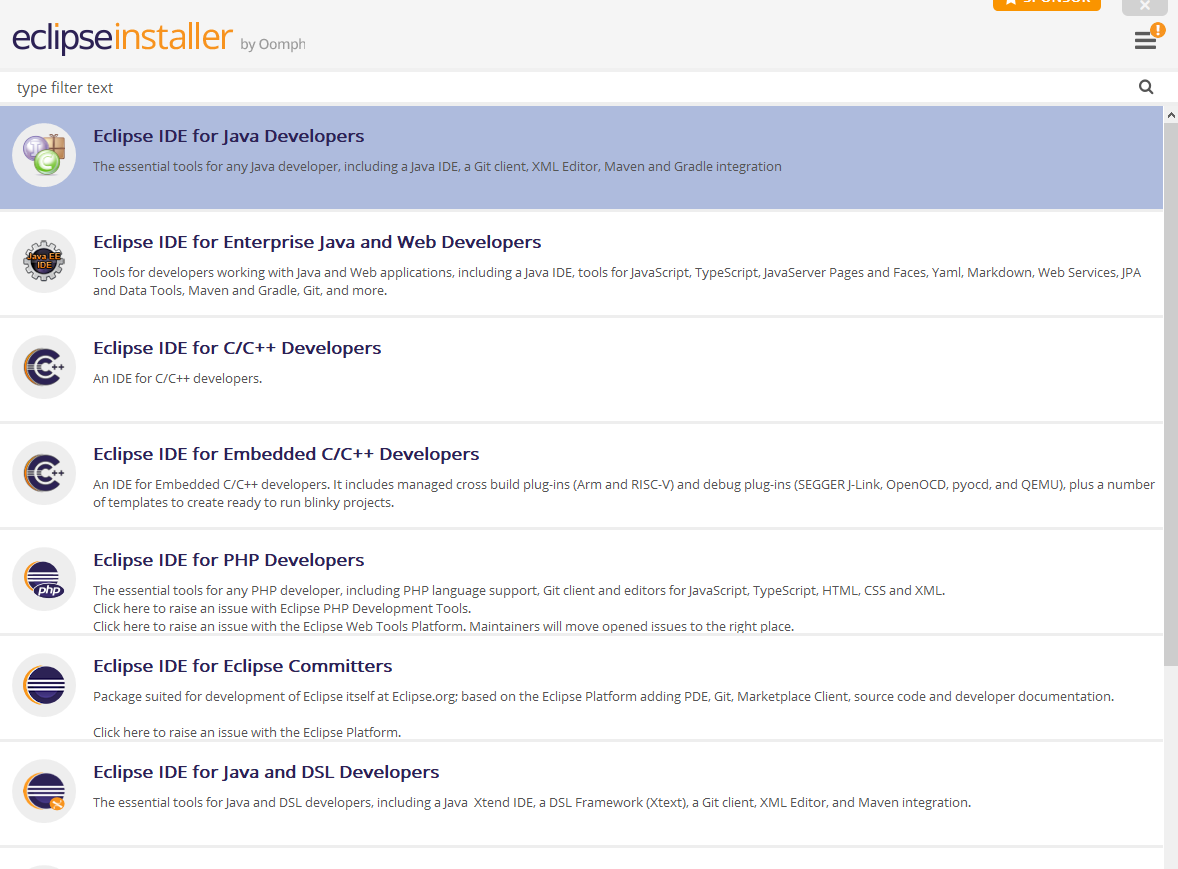 SPONSOR
eclipseinstaller by Oomph
!
type filter text
Eclipse IDE for Java Developers
The essential tools for any Java developer, including a Java IDE, a Git client, XML Editor, Maven and Gradle integration
Java EE
IDE
Eclipse IDE for Enterprise Java and Web Developers
Tools for developers working with Java and Web applications, including a Java IDE, tools for JavaScript, TypeScript, JavaServer Pages and Faces, Yaml, Markdown, Web Services, JPA
and Data Tools, Maven and Gradle, Git, and more.
C++
Eclipse IDE for C/C++ Developers
An IDE for C/C++ developers.
C++
Eclipse IDE for Embedded C/C++ Developers
An IDE for Embedded C/C++ developers. It includes managed cross build plug-ins (Arm and RISC-V) and debug plug-ins (SEGGER J-Link, OpenOCD, pyocd, and QEMU), plus a number
of templates to create ready to run blinky projects.
php
Eclipse IDE for PHP Developers
The essential tools for any PHP developer, including PHP language support, Git client and editors for JavaScript, TypeScript, HTML, CSS and XML.
Click here to raise an issue with Eclipse PHP Development Tools.
Click here to raise an issue with the Eclipse Web Tools Platform. Maintainers will move opened issues to the right place.
Eclipse IDE for Eclipse Committers
Package suited for development of Eclipse itself at Eclipse.org; based on the Eclipse Platform adding PDE, Git, Marketplace Client, source code and developer documentation.
Click here to raise an issue with the Eclipse Platform.
Eclipse IDE for Java and DSL Developers
The essential tools for Java and DSL developers, including a Java  Xtend IDE, a DSL Framework (Xtext), a Git client, XML Editor, and Maven integration.